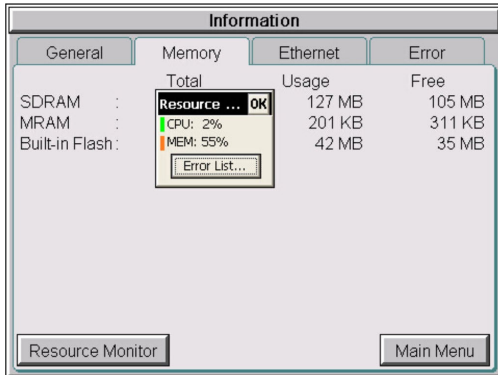 Information
General Memory Ethernet Error
Total Usage Free
SDRAM : 127 MB 105 MB
MRAM : 201 KB 311 KB
Built-in Flash : 42 MB 35 MB
Resource ... OK
CPU: 2%
MEM: 55%
Error List...
Resource Monitor Main Menu